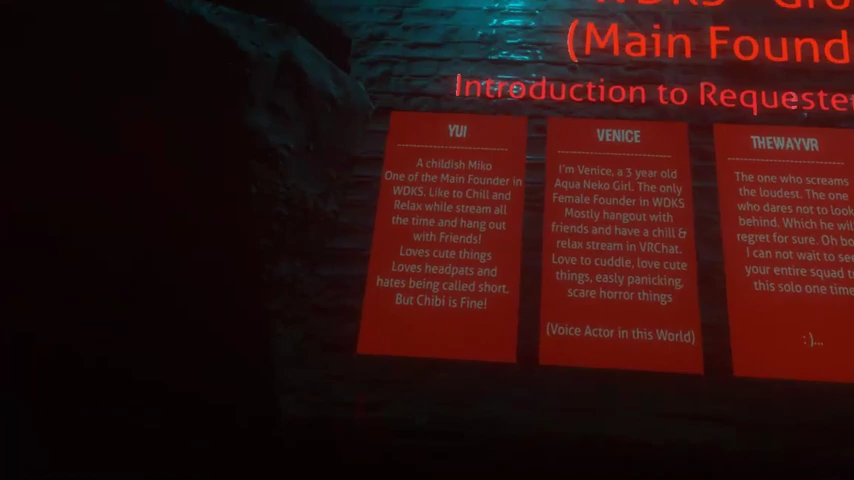 WDKS - Gro
(Main Found
Introduction to Requeste
YUI
A childish Miko
One of the Main Founder in
WDKS. Like to Chill and
Relax while stream all
the time and hang out
with Friends!
Loves cute things
Loves headpats and
hates being called short.
But Chibi is Fine!
VENICE
I'm Venice, a 3 year old
Aqua Neko Girl. The only
Female Founder in WDKS
Mostly hangout with
friends and have a chill &
relax stream in VRChat.
Love to cuddle, love cute
things, easly panicking,
scare horror things
(Voice Actor in this World)
THEWAYVR
The one who screams
the loudest. The one
who dares not to look
behind. Which he wil
regret for sure. Oh bo
I can not wait to see
your entire squad t
this solo one time
:)...